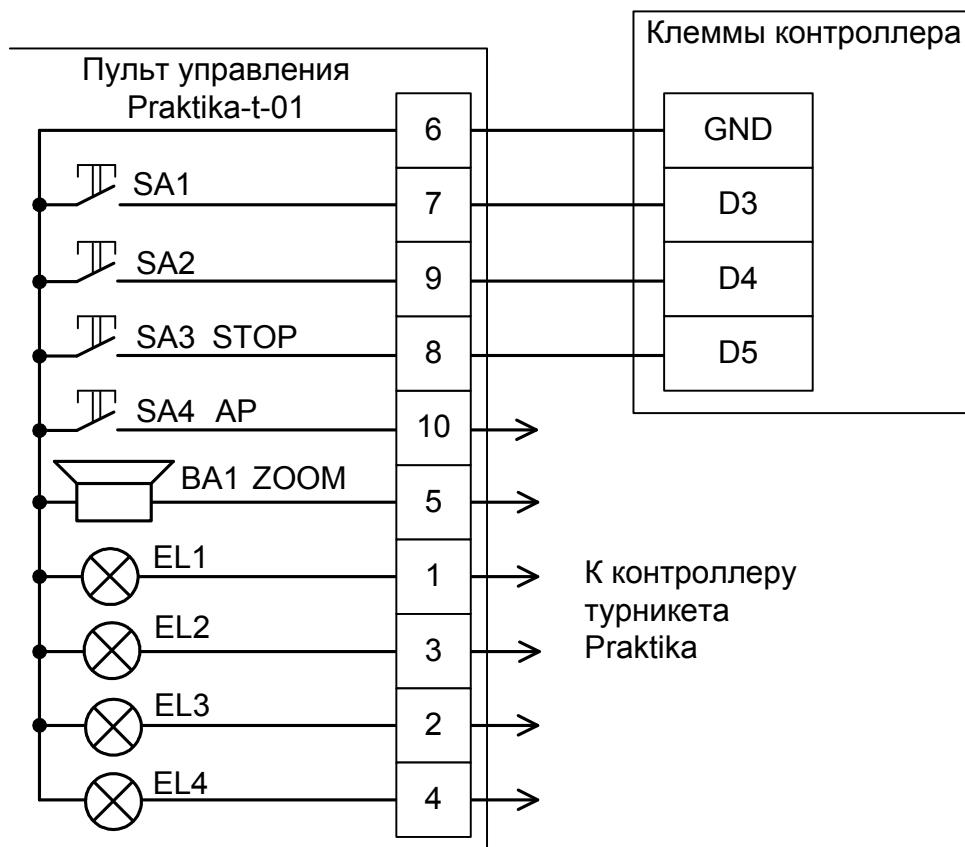 Клеммы контроллера
Пульт управления
Praktika-t-01
6
GND
SA1
7
D3
SA2
9
D4
SA3 STOP
8
D5
SA4 AP
10
BA1 ZOOM
5
EL1
1
К контроллеру
турникета
Praktika
EL2
3
EL3
2
EL4
4